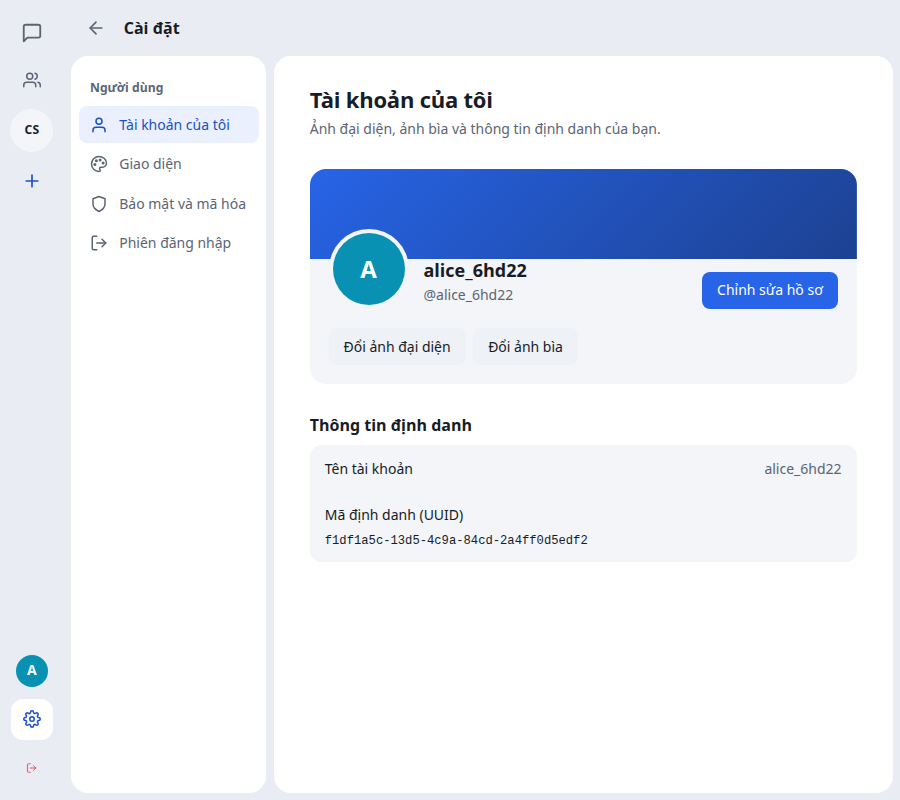 Cài đặt
CS
Người dùng
Tài khoản của tôi
Giao diện
Bảo mật và mã hóa
Phiên đăng nhập
A
Tài khoản của tôi
Ảnh đại diện, ảnh bìa và thông tin định danh của bạn.
A
alice_6hd22
@alice_6hd22
Chỉnh sửa hồ sơ
Đổi ảnh đại diện
Đổi ảnh bìa
Thông tin định danh
Tên tài khoản
alice_6hd22
Mã định danh (UUID)
f1df1a5c-13d5-4c9a-84cd-2a4ff0d5edf2